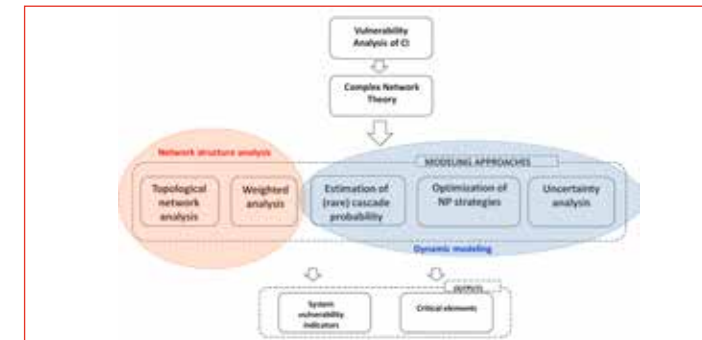 Vulnerability
Analysis of CI
Complex Network
Theory
Network structure analysis
MODELING APPROACHES
Topological
network
analysis
Weighted
analysis
Estimation of
(rare) cascade
probability
Optimization of
NP strategies
Uncertainty
analysis
Dynamic modeling
OUTPUTS
System
vulnerability
indicators
Critical elements